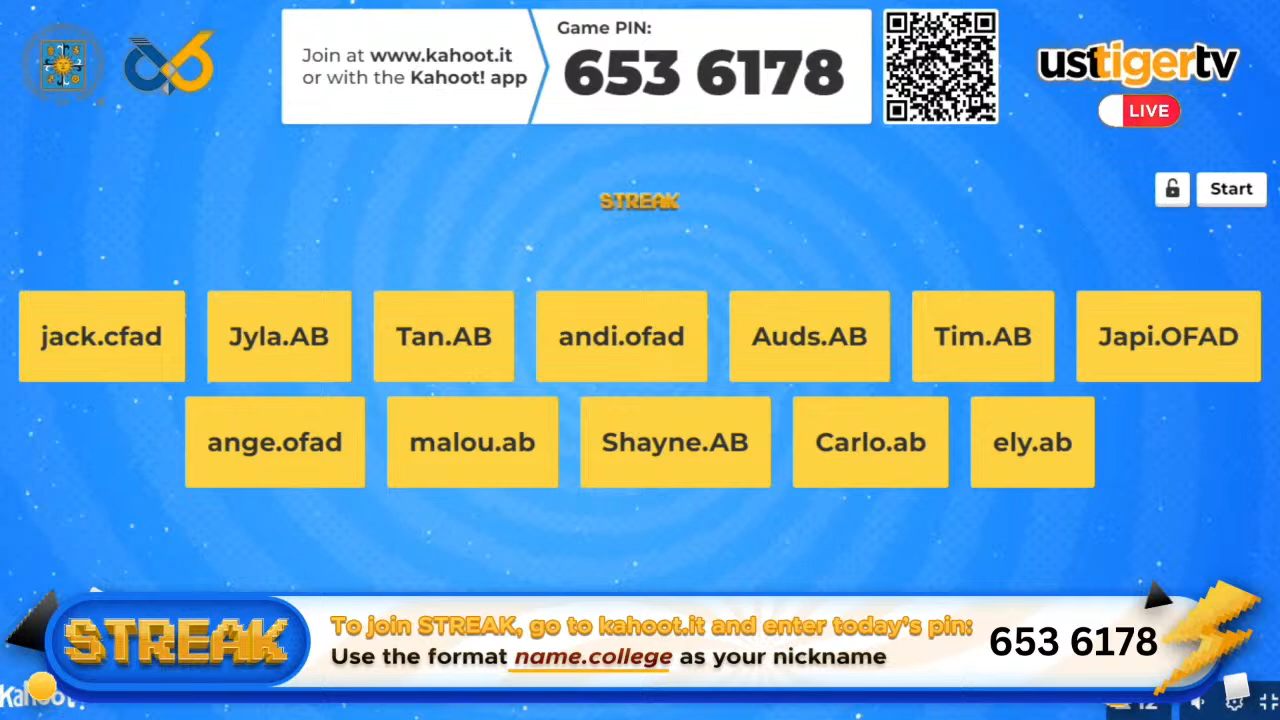 Join at www.kahoot.it
or with the Kahoot! app
Game PIN:
653 6178
usttigertv
LIVE
STREAK
Start
jack.cfad
Jyla.AB
Tan.AB
andi.ofad
Auds.AB
Tim.AB
Japi.OFAD
ange.ofad
malou.ab
Shayne.AB
Carlo.ab
ely.ab
STREAK
To join STREAK, go to kahoot.it and enter today's pin:
Use the format name.college as your nickname
653 6178
Kahoot!
12